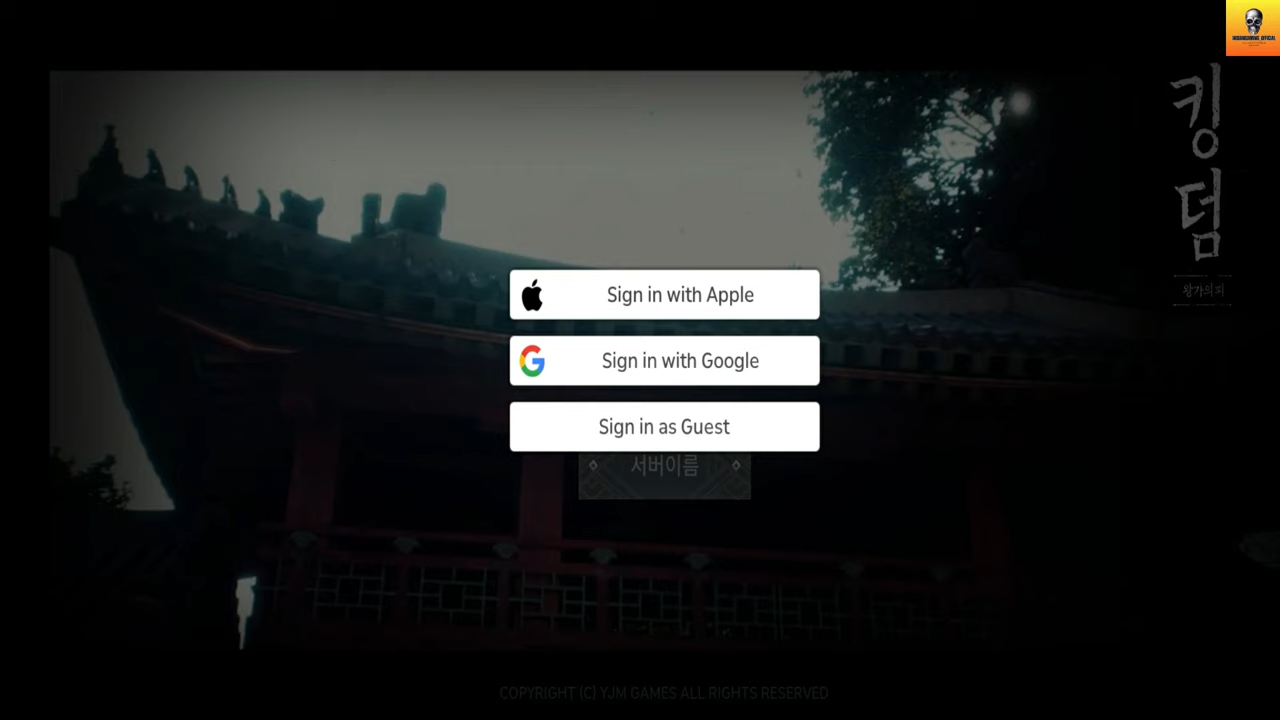 킹덤
왕가의피
Sign in with Apple
Sign in with Google
Sign in as Guest
서버이름
COPYRIGHT (C) YJM GAMES ALL RIGHTS RESERVED